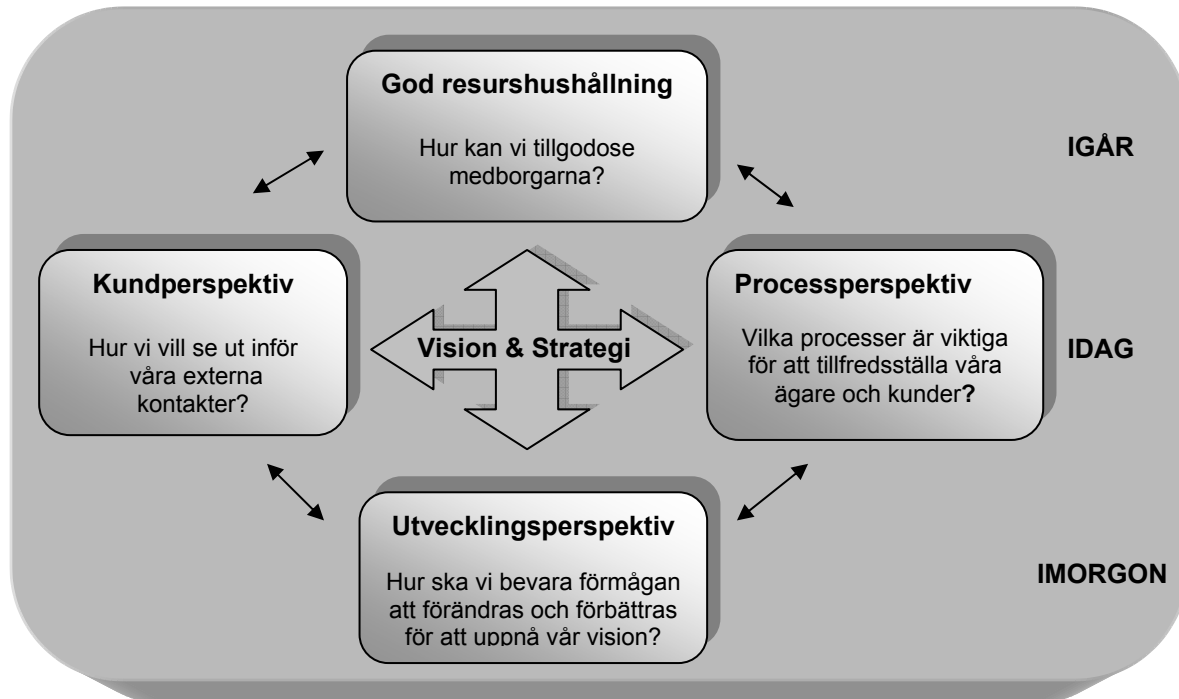 God resurshushållning
Hur kan vi tillgodose
medborgarna?
IGÅR
Kundperspektiv
Hur vi vill se ut inför
våra externa
kontakter?
Vision & Strategi
Processperspektiv
Vilka processer är viktiga
för att tillfredsställa våra
ägare och kunder?
IDAG
Utvecklingsperspektiv
Hur ska vi bevara förmågan
att förändras och förbättras
för att uppnå vår vision?
IMORGON